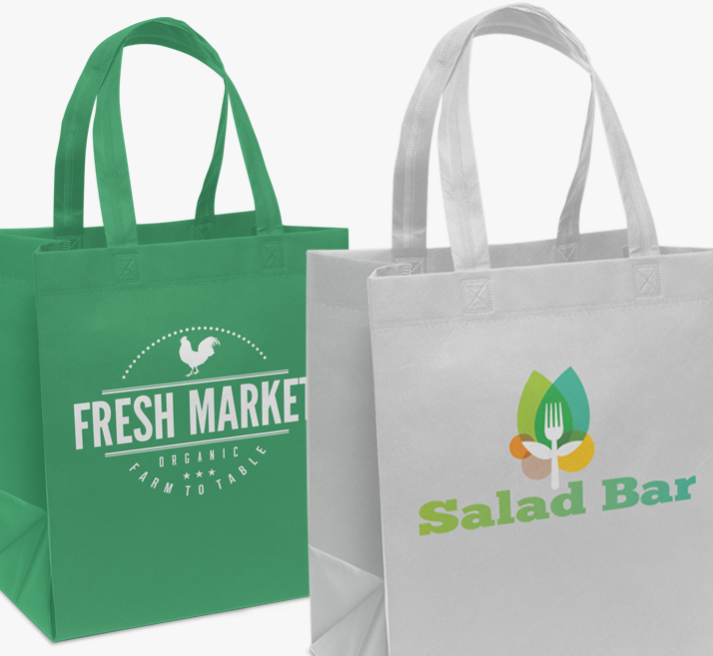 FRESH MARKET
ORGANIC
FARM TO TABLE
Salad Bar